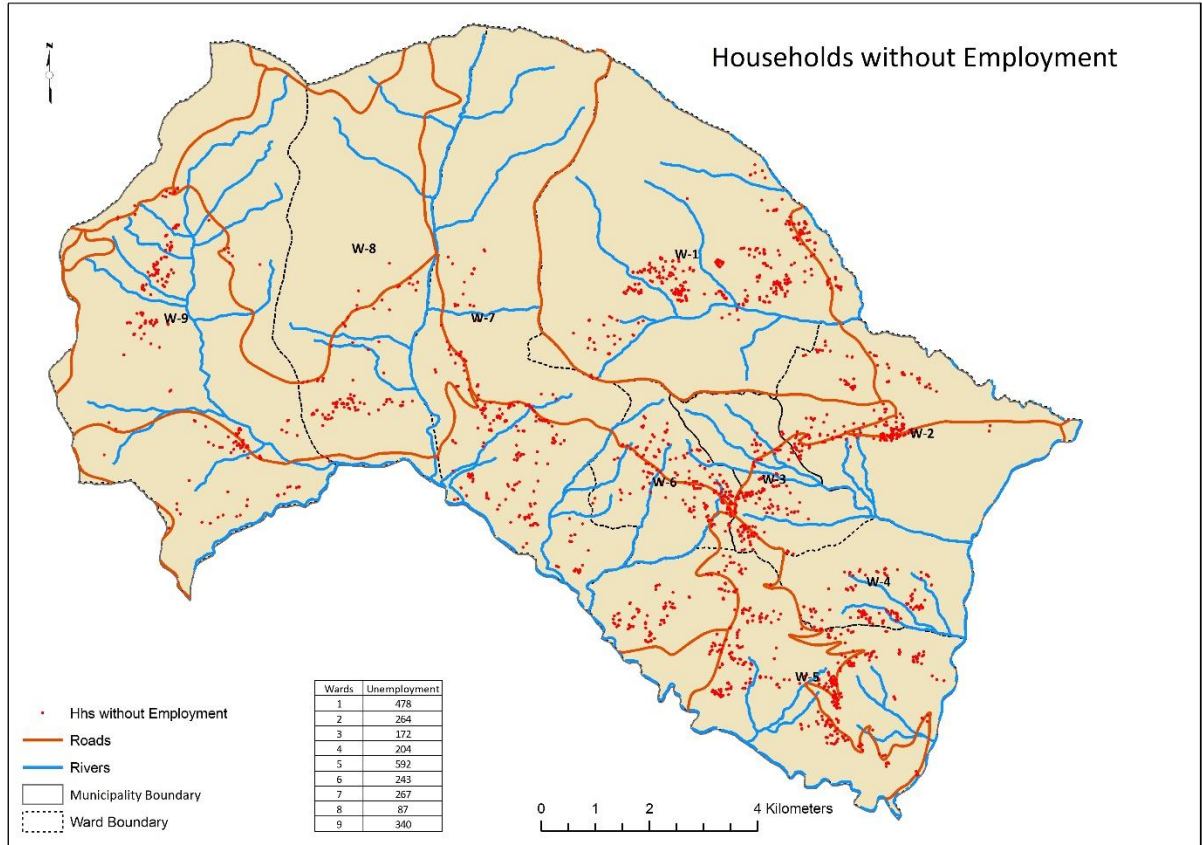 Households without Employment
N
W-1
W-8
W-7
W-9
W-2
W-3
W-6
W-4
W-5
Wards Unemployment
1 478
2 264
3 172
4 204
5 592
6 243
7 267
8 87
9 340
Hhs without Employment
Roads
Rivers
Municipality Boundary
Ward Boundary
0 1 2 4 Kilometers